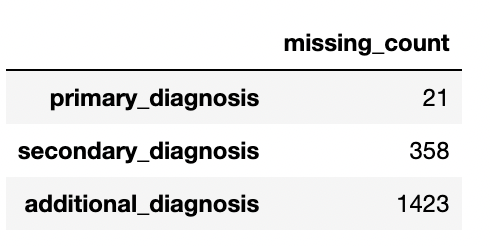 missing_count
primary_diagnosis 21
secondary_diagnosis 358
additional_diagnosis 1423